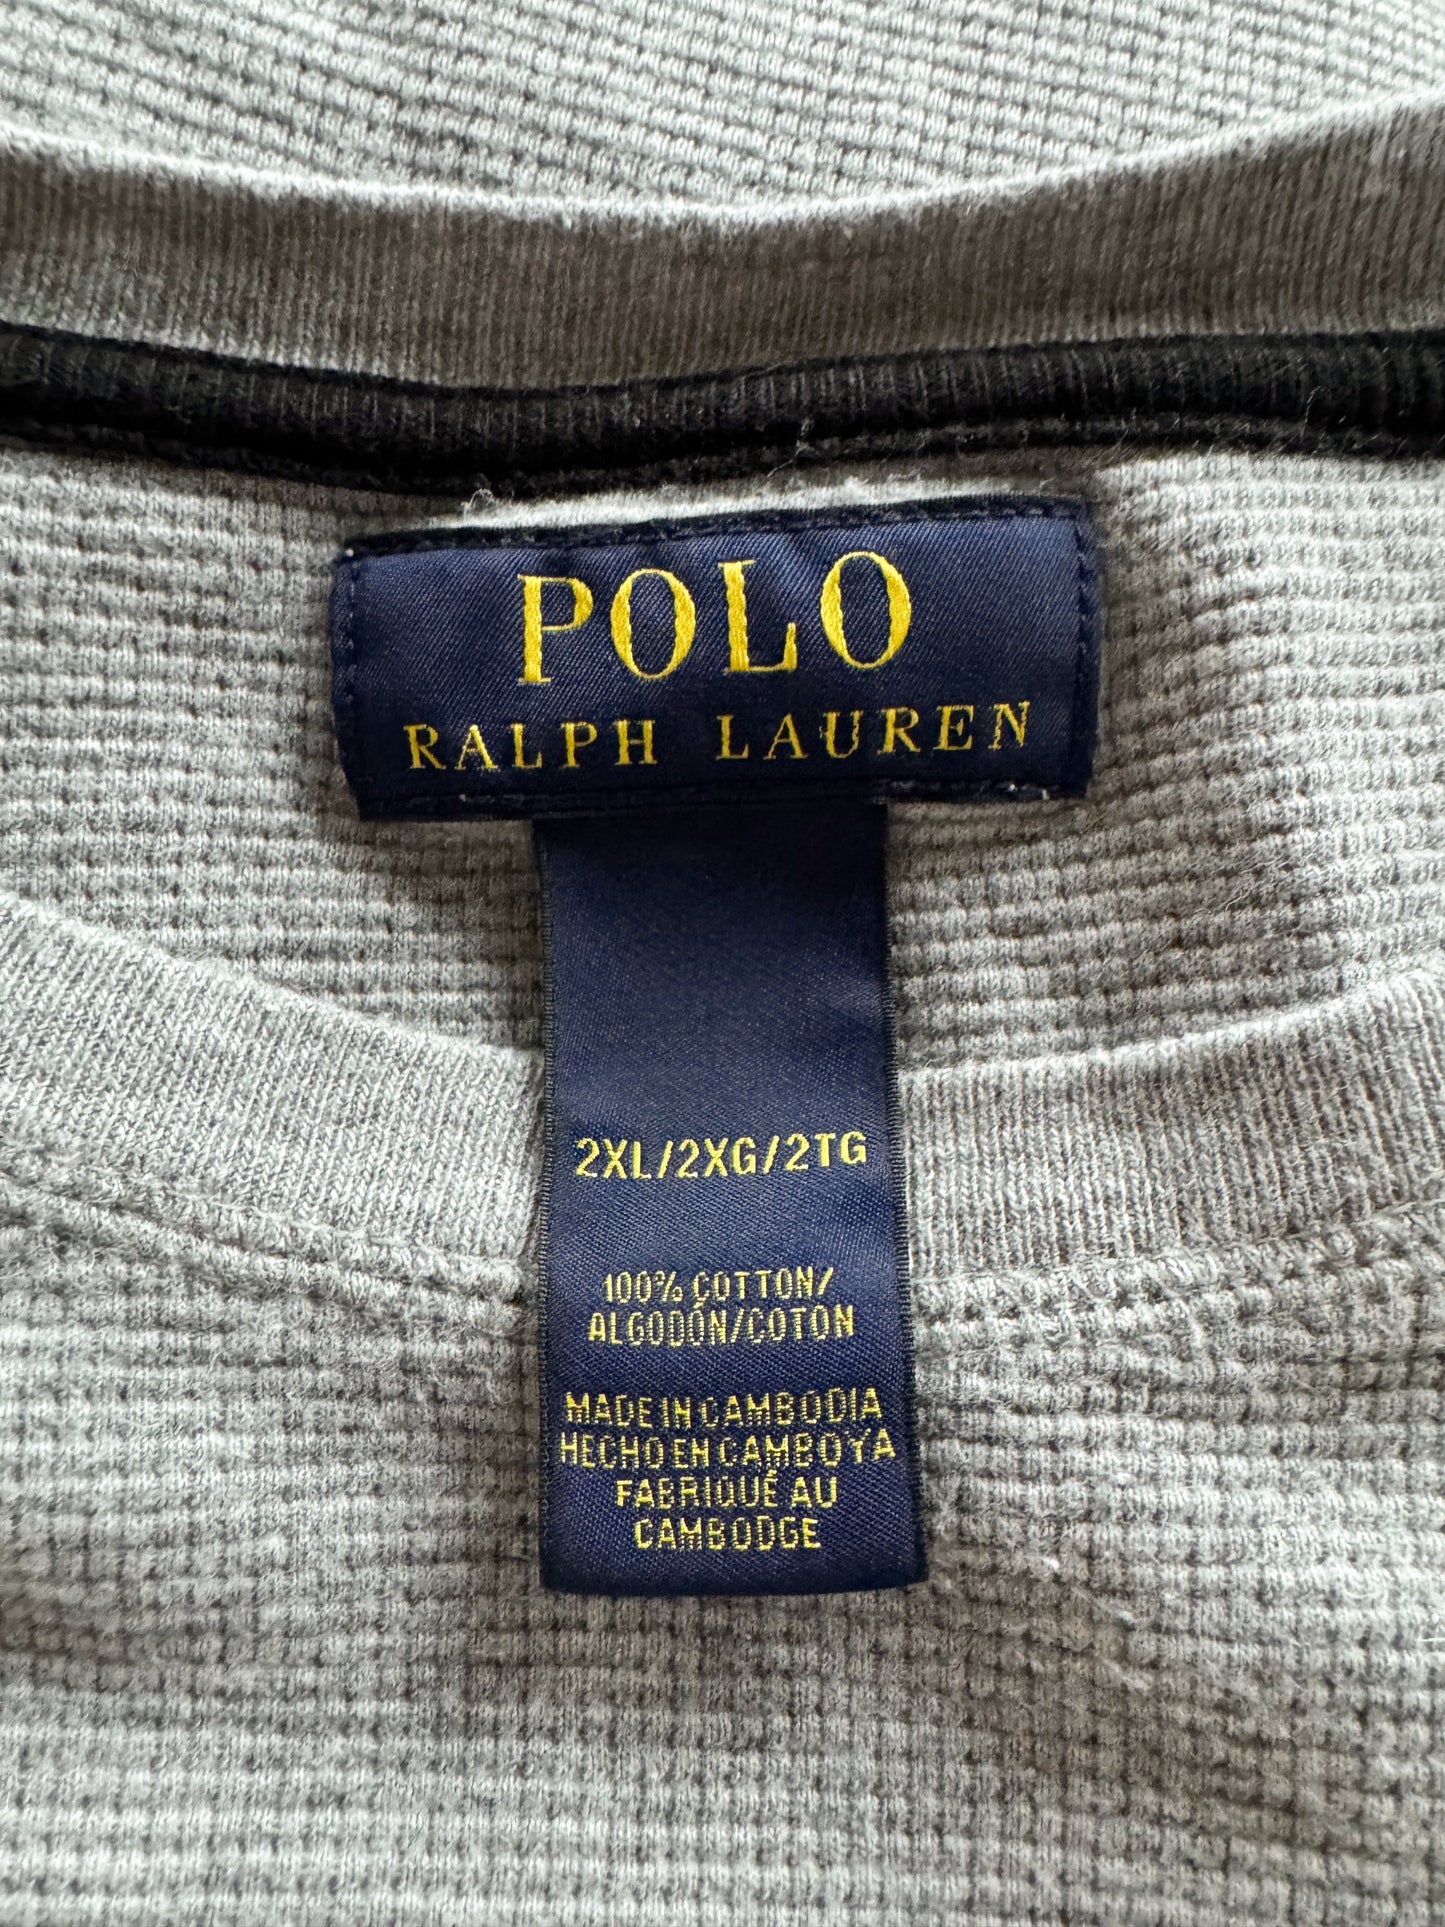 POLO
RALPH LAUREN
2XL/2XG/2TG
100% COTTON/
ALGODÓN/COTON
MADE IN CAMBODIA
HECHO EN CAMBOYA
FABRIQUÉ AU
CAMBODGE